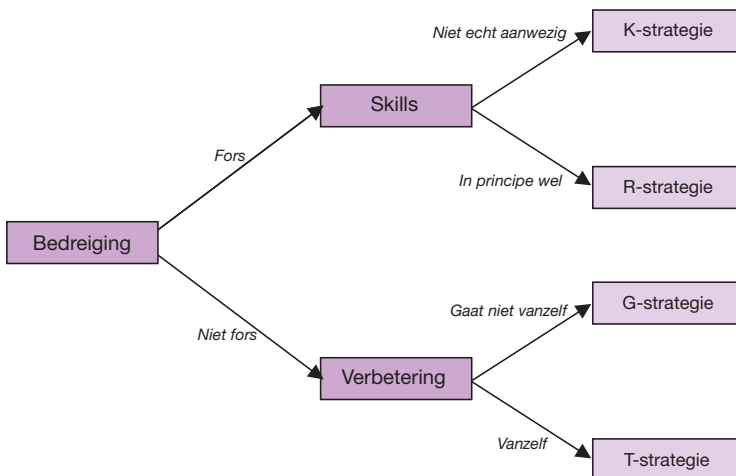 Niet echt aanwezig
K-strategie
Skills
Fors
In principe wel
R-strategie
Bedreiging
Gaat niet vanzelf
G-strategie
Niet fors
Verbetering
Vanzelf
T-strategie